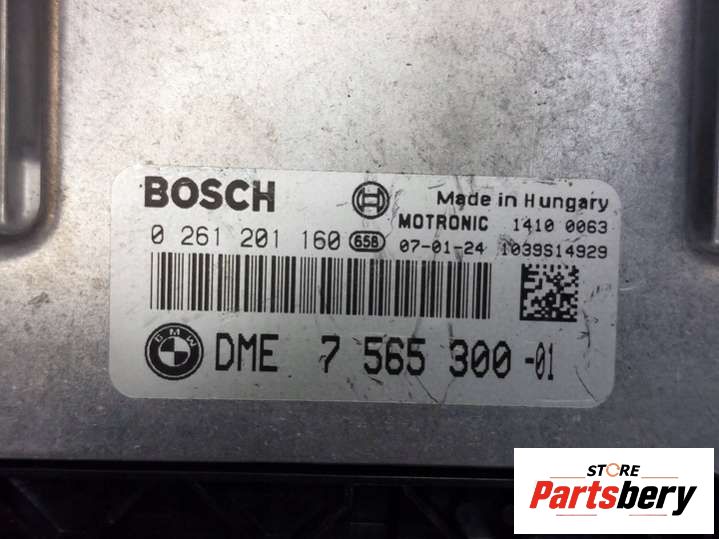 BOSCH
Made in Hungary
MOTRONIC 1410 0063
0 261 201 160 658 07-01-24 1039S14929
BMW
DME 7 565 300 -01
STORE
Partsbery